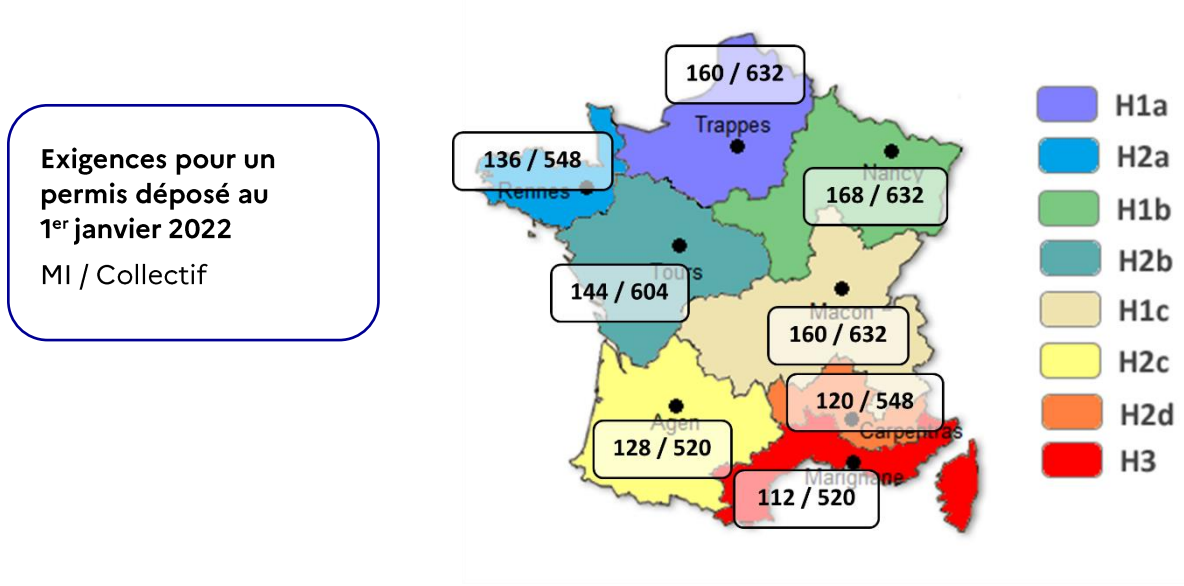 Exigences pour un
permis déposé au
1er janvier 2022
MI / Collectif
160 / 632
Trappes
136 / 548
Rennes
Nancy
168 / 632
Tours
144 / 604
Macon
160 / 632
120 / 548
Carpentras
Agen
128 / 520
Marignane
112 / 520
H1a
H2a
H1b
H2b
H1c
H2c
H2d
H3